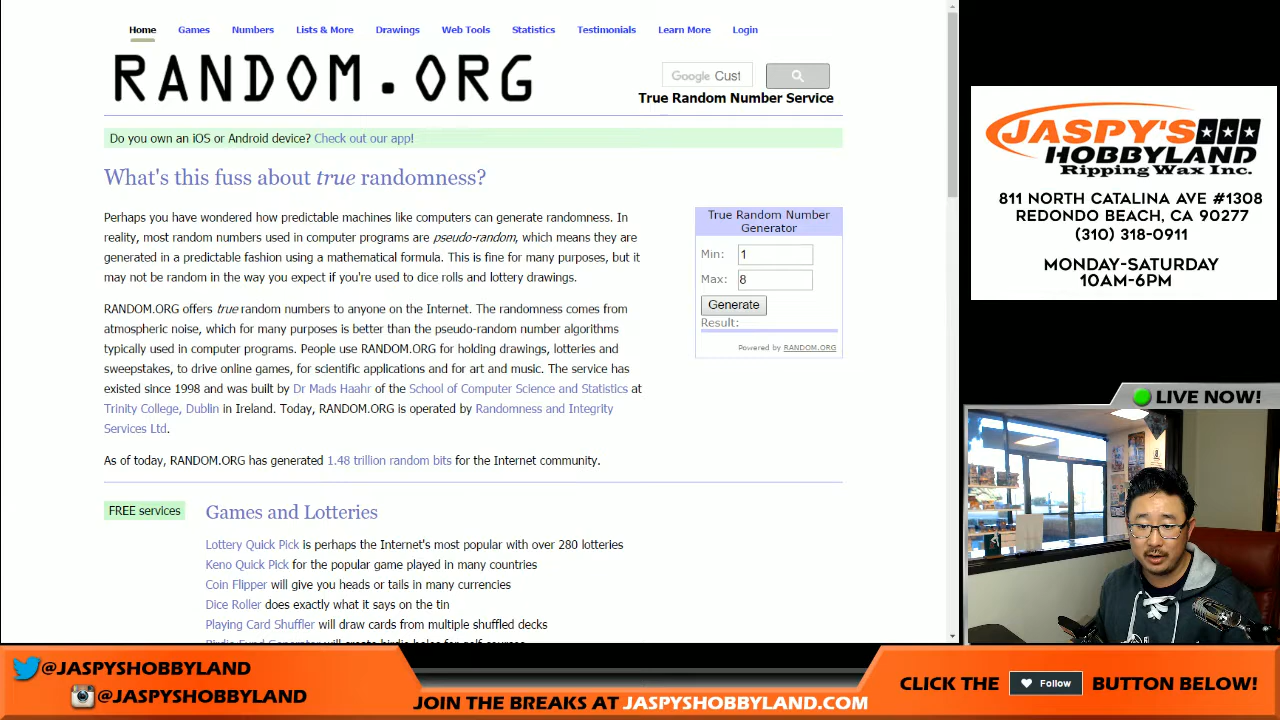 Home Games Numbers Lists & More Drawings Web Tools Statistics Testimonials Learn More Login
RANDOM.ORG
Google Cust
True Random Number Service
Do you own an iOS or Android device? Check out our app!
What's this fuss about true randomness?
Perhaps you have wondered how predictable machines like computers can generate randomness. In
reality, most random numbers used in computer programs are pseudo-random, which means they are
generated in a predictable fashion using a mathematical formula. This is fine for many purposes, but it
may not be random in the way you expect if you're used to dice rolls and lottery drawings.
RANDOM.ORG offers true random numbers to anyone on the Internet. The randomness comes from
atmospheric noise, which for many purposes is better than the pseudo-random number algorithms
typically used in computer programs. People use RANDOM.ORG for holding drawings, lotteries and
sweepstakes, to drive online games, for scientific applications and for art and music. The service has
existed since 1998 and was built by Dr Mads Haahr of the School of Computer Science and Statistics at
Trinity College, Dublin in Ireland. Today, RANDOM.ORG is operated by Randomness and Integrity
Services Ltd.
As of today, RANDOM.ORG has generated 1.48 trillion random bits for the Internet community.
True Random Number
Generator
Min: 1
Max: 8
Generate
Result:
Powered by RANDOM.ORG
FREE services
Games and Lotteries
Lottery Quick Pick is perhaps the Internet's most popular with over 280 lotteries
Keno Quick Pick for the popular game played in many countries
Coin Flipper will give you heads or tails in many currencies
Dice Roller does exactly what it says on the tin
Playing Card Shuffler will draw cards from multiple shuffled decks
Birdie Fund Generator will create birdie holes for golf courses
JASPY'S
HOBBYLAND
Ripping Wax Inc.
811 NORTH CATALINA AVE #1308
REDONDO BEACH, CA 90277
(310) 318-0911
MONDAY-SATURDAY
10AM-6PM
LIVE NOW!
@JASPYSHOBBYLAND
@JASPYSHOBBYLAND
JOIN THE BREAKS AT JASPYSHOBBYLAND.COM
CLICK THE Follow BUTTON BELOW!